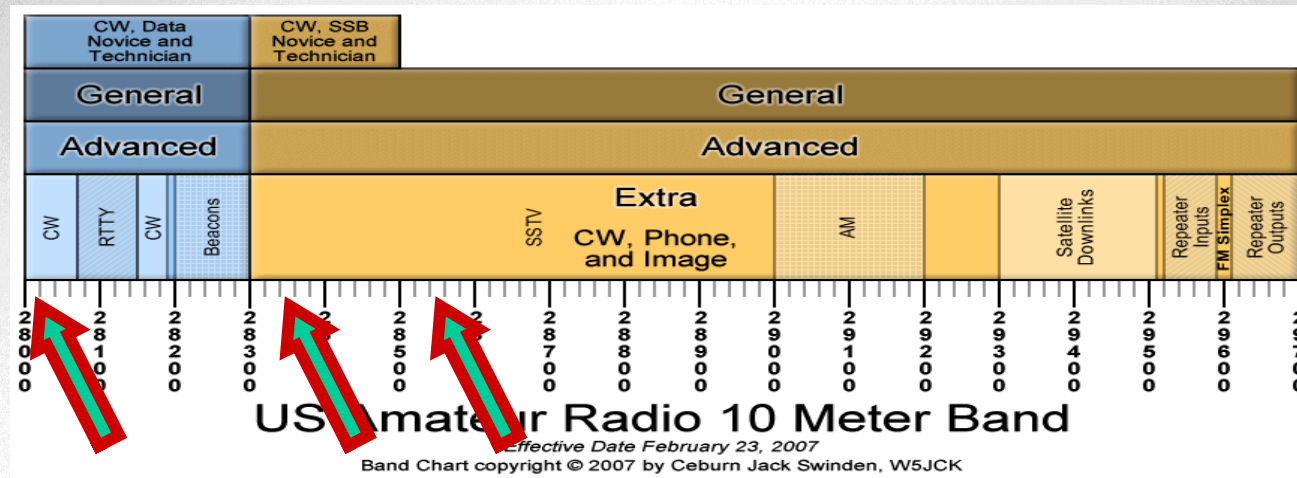 CW, Data
Novice and
Technician
CW, SSB
Novice and
Technician
General
General
Advanced
Advanced
CW
RTTY
CW
Beacons
SSTV
Extra
CW, Phone,
and Image
AM
Satellite
Downlinks
Repeater
Inputs
FM Simplex
Repeater
Outputs
28000
28100
28200
28300
28500
28700
28800
28900
29000
29100
29200
29300
29400
29500
29600
29700
US Amateur Radio 10 Meter Band
Effective Date February 23, 2007
Band Chart copyright © 2007 by Ceburn Jack Swinden, W5JCK